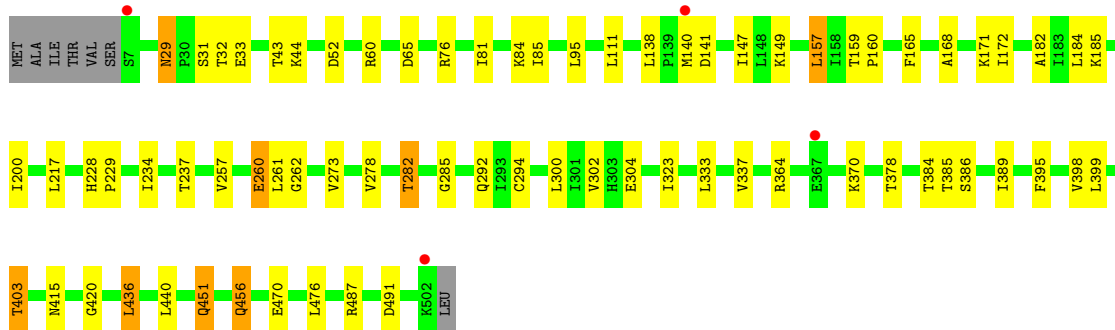 MET ALA ILE THR VAL SER S7 N29 P30 S31 T32 E33 T43 K44 D52 R60 D65 R76 I81 K84 I85 L95 L111 L138 P139 M140 D141 I147 L148 K149 L157 I158 T159 P160 F165 A168 K171 I172 A182 I183 L184 K185
I200 L217 H228 P229 I234 T237 V257 E260 L261 G262 V273 V278 T282 G285 Q292 I293 C294 L300 I301 V302 H303 E304 I323 L333 V337 R364 E367 K370 T378 T384 T385 S386 I389 F395 V398 L399
T403 N415 G420 L436 L440 Q451 Q456 E470 L476 R487 D491 K502 LEU